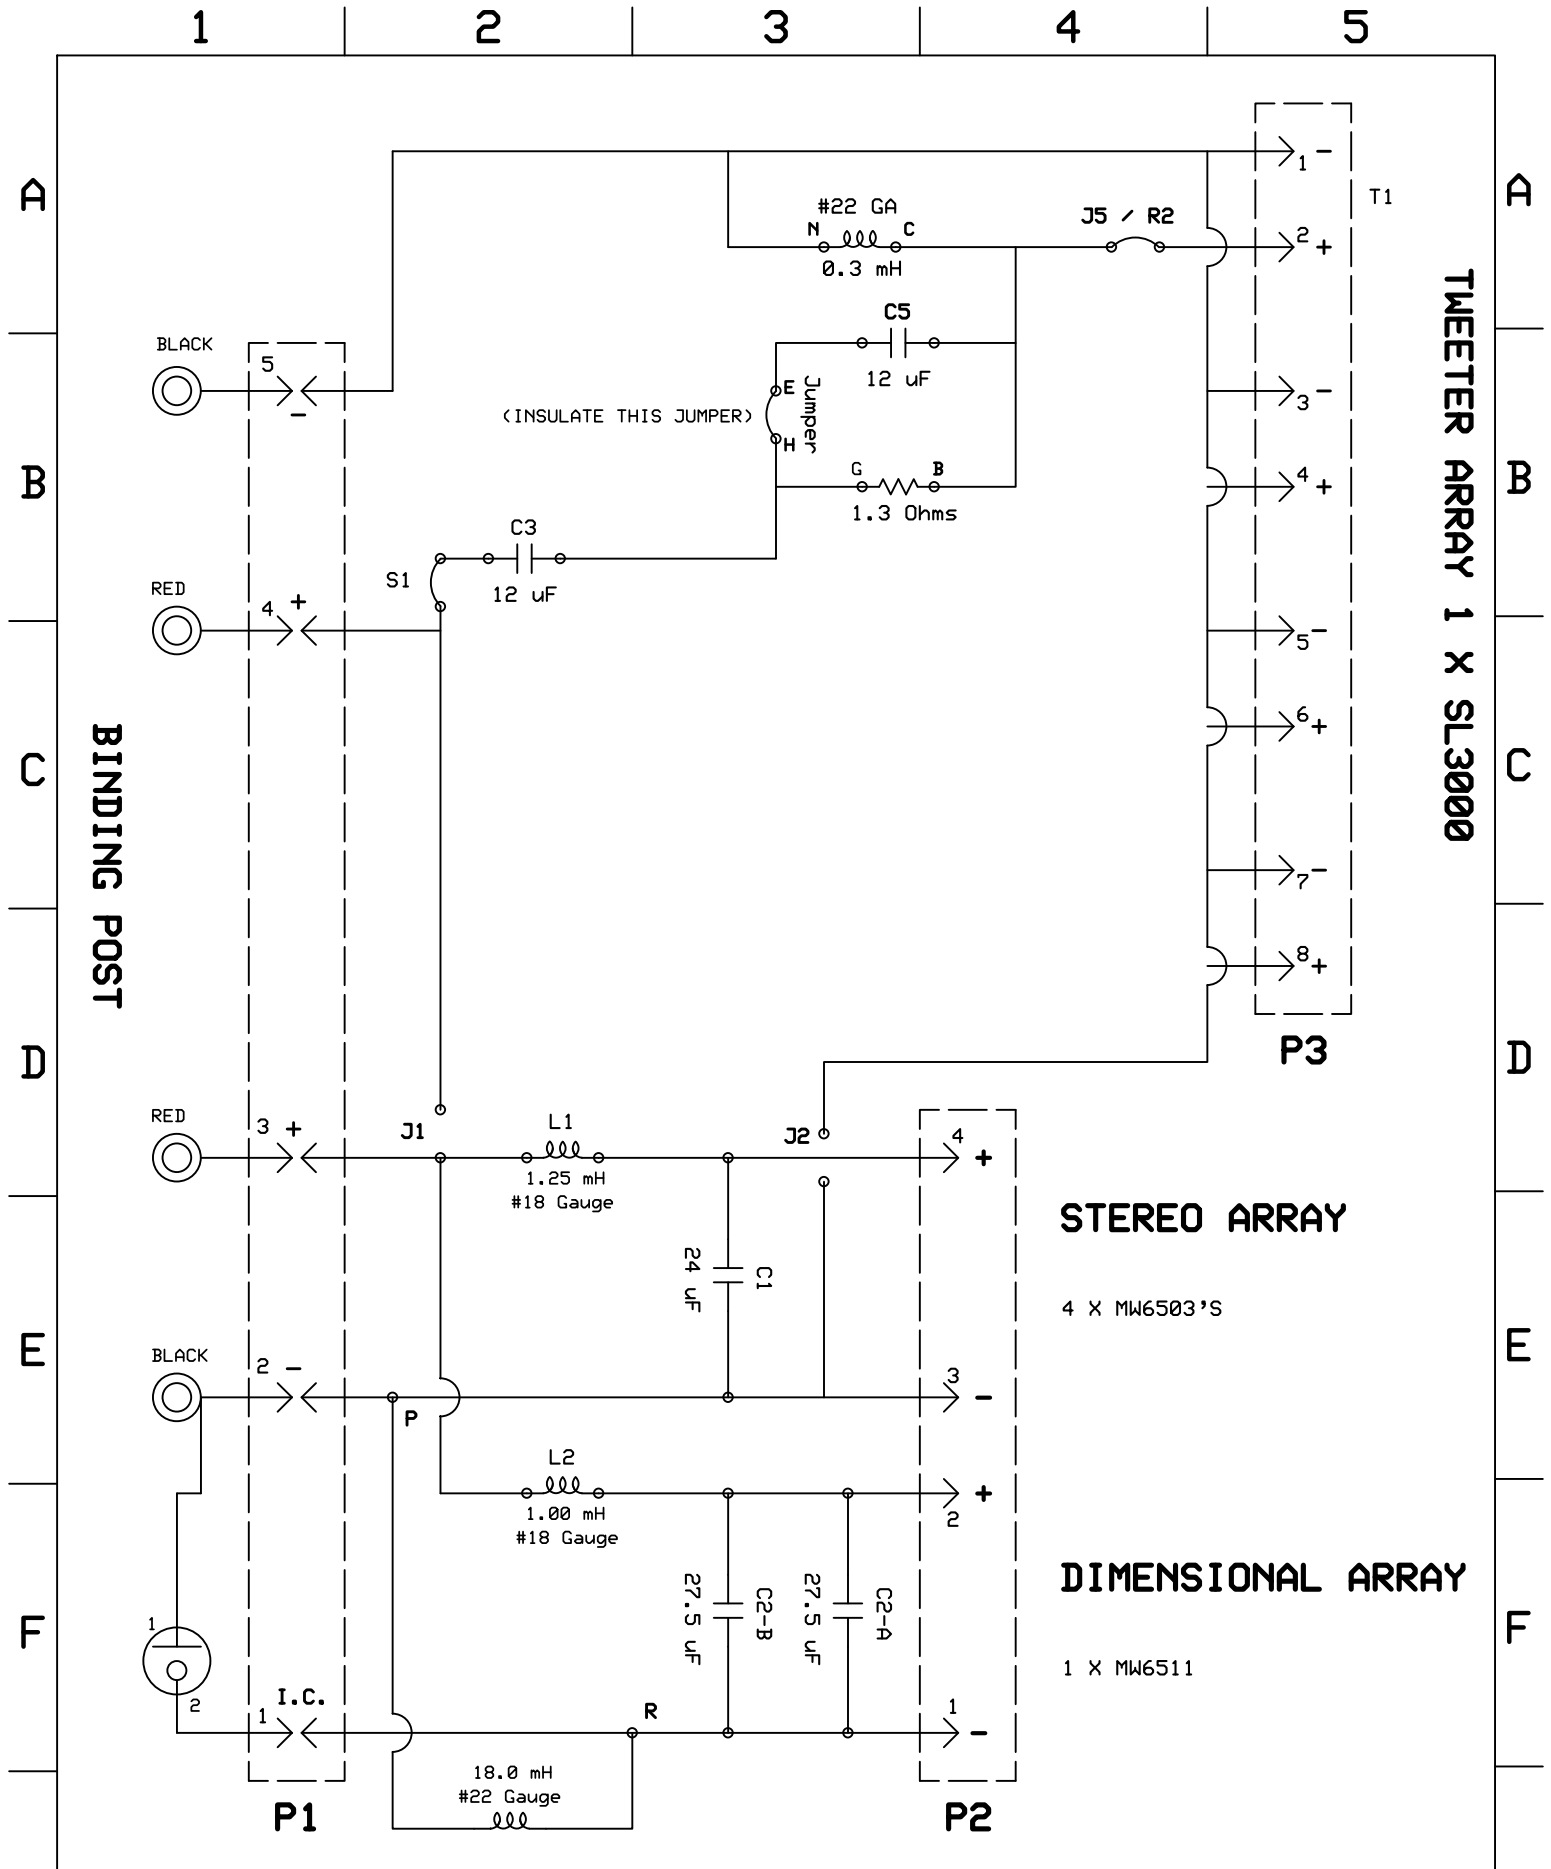 1 2 3 4 5
A
A
T1
1 -
#22 GA
N C
0.3 mH
J5 / R2
2 +
C5
12 uF
BLACK
5
-
E
Jumper
(INSULATE THIS JUMPER)
H
3 -
TWEETER ARRAY 1 X SL3000
B
B
G B
1.3 Ohms
4 +
C3
12 uF
S1
RED
4 +
5 -
6 +
C
C
BINDING POST
7 -
8 +
P3
D
D
RED
3 +
J1
L1
1.25 mH
#18 Gauge
J2
4
+
STEREO ARRAY
24 uF
C1
4 X MW6503'S
E
E
BLACK
2 -
P
3
-
L2
1.00 mH
#18 Gauge
+
2
DIMENSIONAL ARRAY
27.5 uF
C2-B
27.5 uF
C2-A
F
F
1
2
1 X MW6511
I.C.
1
R
1
-
18.0 mH
#22 Gauge
P1
P2